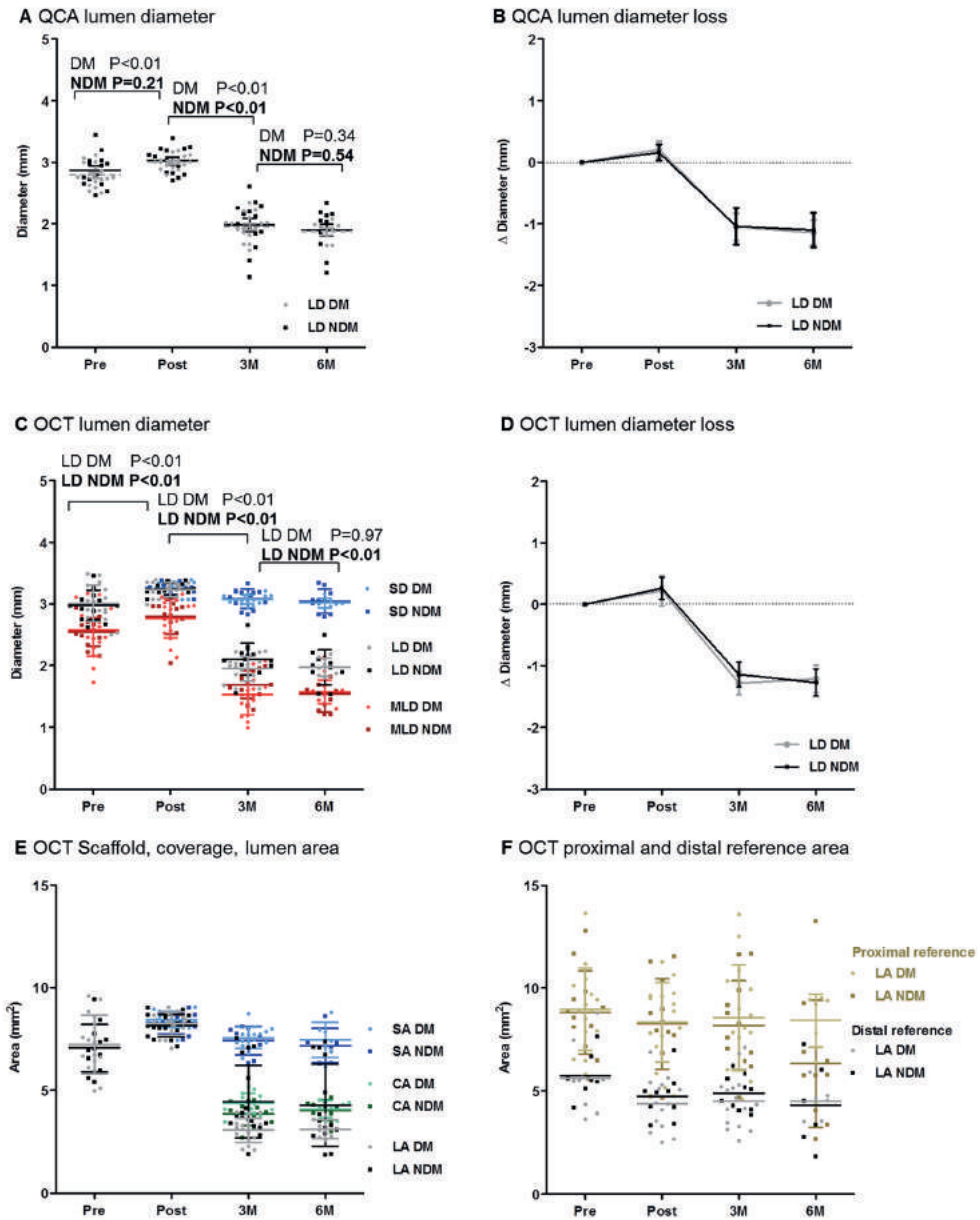 A QCA lumen diameter
5
4
3
2
1
0
Diameter (mm)
DM P<0.01
NDM P=0.21
DM P<0.01
NDM P<0.01
DM P=0.34
NDM P=0.54
LD DM
LD NDM
Pre Post 3M 6M
B QCA lumen diameter loss
2
1
0
-1
-2
-3
Δ Diameter (mm)
LD DM
LD NDM
Pre Post 3M 6M
C OCT lumen diameter
LD DM P<0.01
LD NDM P<0.01
LD DM P<0.01
LD NDM P<0.01
LD DM P=0.97
LD NDM P<0.01
5
4
3
2
1
0
Diameter (mm)
SD DM
SD NDM
LD DM
LD NDM
MLD DM
MLD NDM
Pre Post 3M 6M
D OCT lumen diameter loss
2
1
0
-1
-2
-3
Δ Diameter (mm)
LD DM
LD NDM
Pre Post 3M 6M
E OCT Scaffold, coverage, lumen area
15
10
5
0
Area (mm²)
SA DM
SA NDM
CA DM
CA NDM
LA DM
LA NDM
Pre Post 3M 6M
F OCT proximal and distal reference area
15
10
5
0
Area (mm²)
Proximal reference
LA DM
LA NDM
Distal reference
LA DM
LA NDM
Pre Post 3M 6M